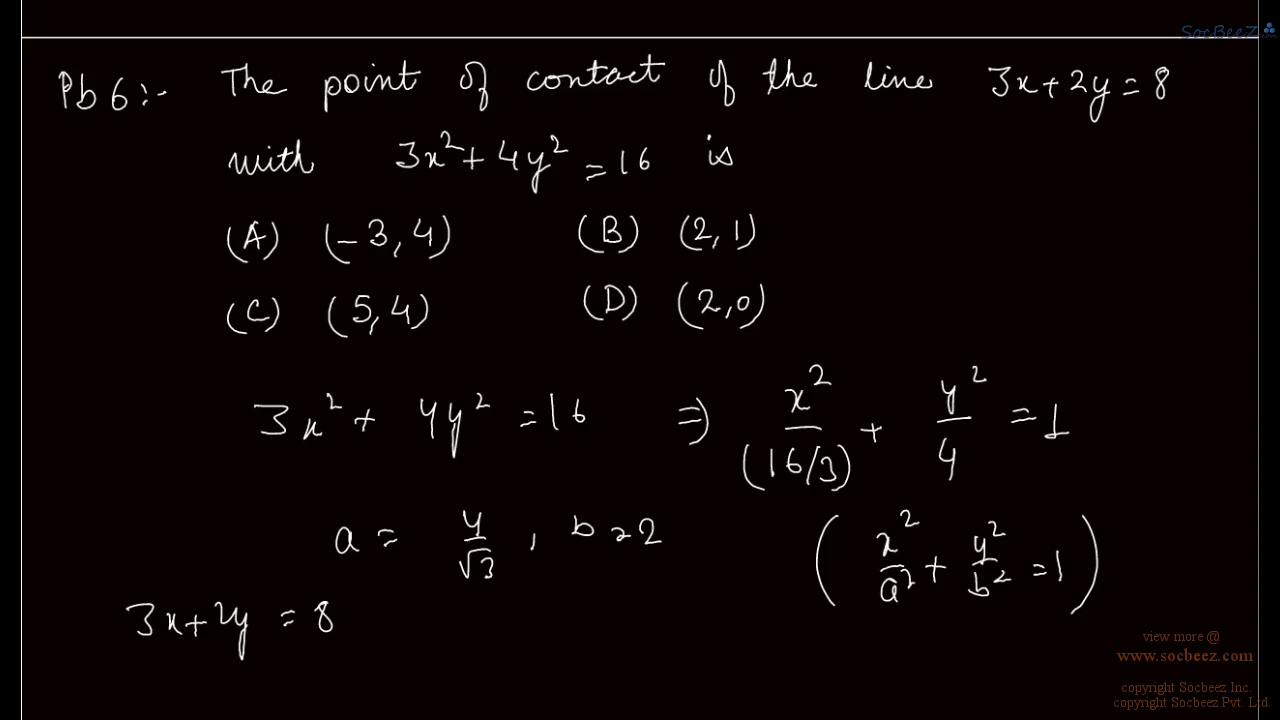 SocBeeZ
Pb 6:- The point of contact of the line 3x+2y=8
with 3x²+4y²=16 is
(A) (-3,4) (B) (2,1)
(C) (5,4) (D) (2,0)
3x²+4y²=16 ⇒ x²/(16/3) + y²/4 = 1
a = 4/√3, b=2 (x²/a² + y²/b² = 1)
3x+2y = 8
view more @
www.socbeez.com
copyright Socbeez Inc.
copyright Socbeez Pvt. Ltd.